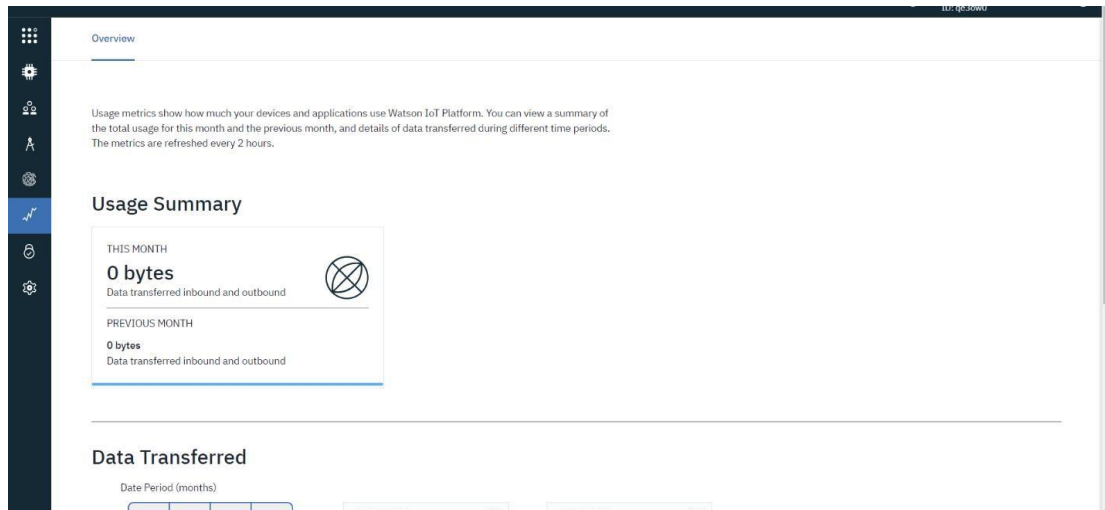 ID: qe3ow0
Overview
Usage metrics show how much your devices and applications use Watson IoT Platform. You can view a summary of
the total usage for this month and the previous month, and details of data transferred during different time periods.
The metrics are refreshed every 2 hours.
Usage Summary
THIS MONTH
0 bytes
Data transferred inbound and outbound
PREVIOUS MONTH
0 bytes
Data transferred inbound and outbound
Data Transferred
Date Period (months)